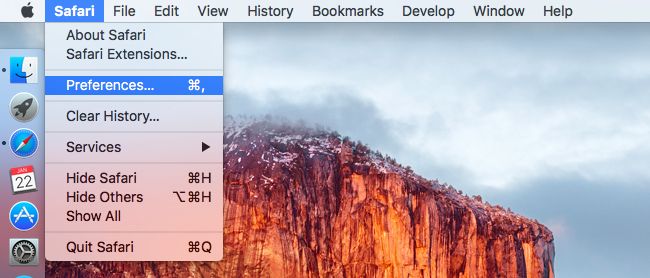 Safari File Edit View History Bookmarks Develop Window Help
About Safari
Safari Extensions...
Preferences... ⌘,
Clear History...
Services ▶
Hide Safari ⌘H
Hide Others ⌥⌘H
Show All
Quit Safari ⌘Q
JAN
22